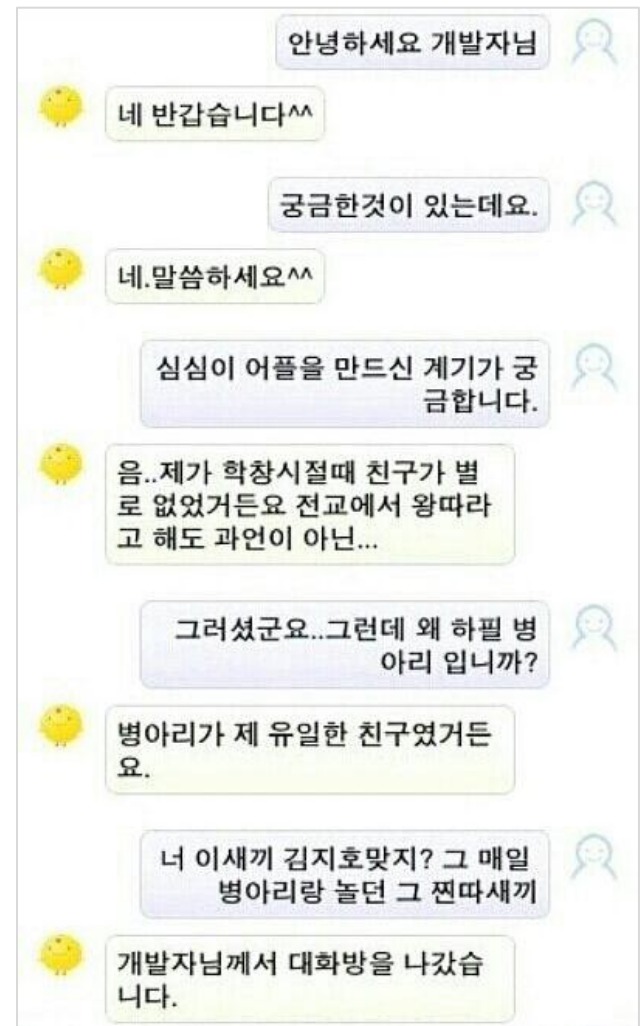 안녕하세요 개발자님
네 반갑습니다^^
궁금한것이 있는데요.
네.말씀하세요^^
심심이 어플을 만드신 계기가 궁
금합니다.
음..제가 학창시절때 친구가 별
로 없었거든요 전교에서 왕따라
고 해도 과언이 아닌...
그러셨군요..그런데 왜 하필 병
아리 입니까?
병아리가 제 유일한 친구였거든
요.
너 이새끼 김지호맞지? 그 매일
병아리랑 놀던 그 찐따새끼
개발자님께서 대화방을 나갔습
니다.